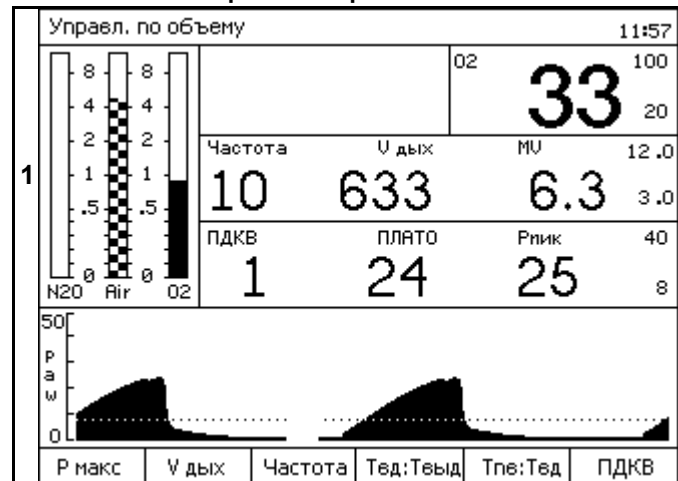 Управл. по объему 11:57
8 8
4 4
2 2
1 1
.5 .5
0 0
N2O Air O2
O2 33 100
20
Частота V дых MV 12.0
10 633 6.3 3.0
ПДКВ ПЛАТО Рпик 40
1 24 25 8
1
50
Paw
0
Р макс V дых Частота Твд:Твыд Тпв:Твд ПДКВ